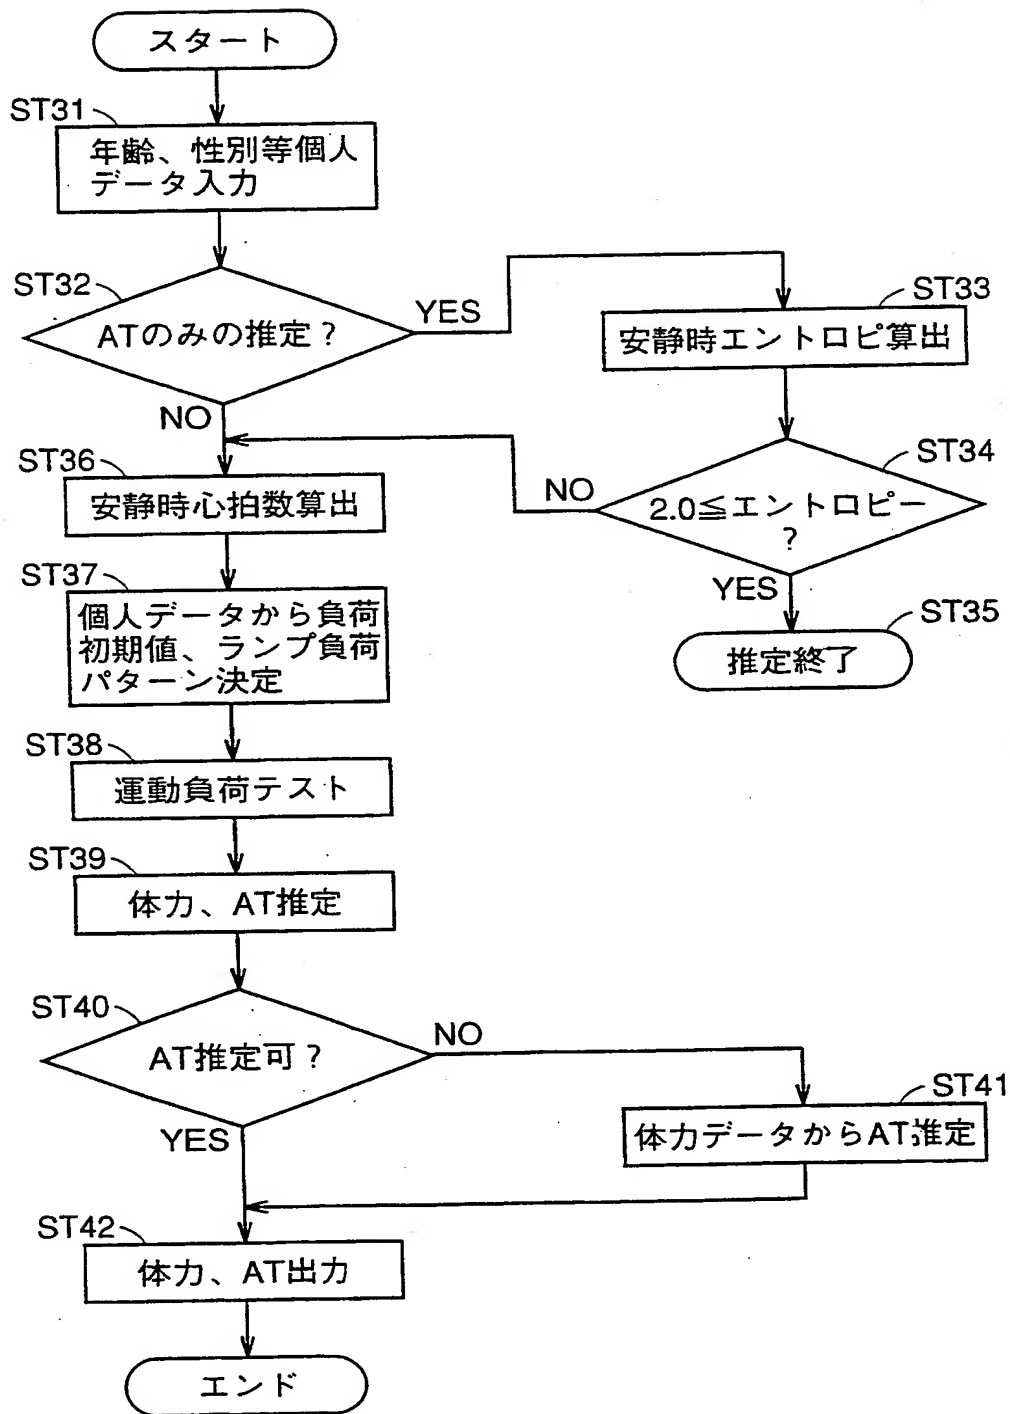 スタート
ST31
年齢、性別等個人
データ入力
ST32
ATのみの推定?
YES
NO
ST33
安静時エントロピ算出
ST34
2.0≦エントロピー
?
NO
YES
ST35
推定終了
ST36
安静時心拍数算出
ST37
個人データから負荷
初期値、ランプ負荷
パターン決定
ST38
運動負荷テスト
ST39
体力、AT推定
ST40
AT推定可?
NO
YES
ST41
体力データからAT推定
ST42
体力、AT出力
エンド